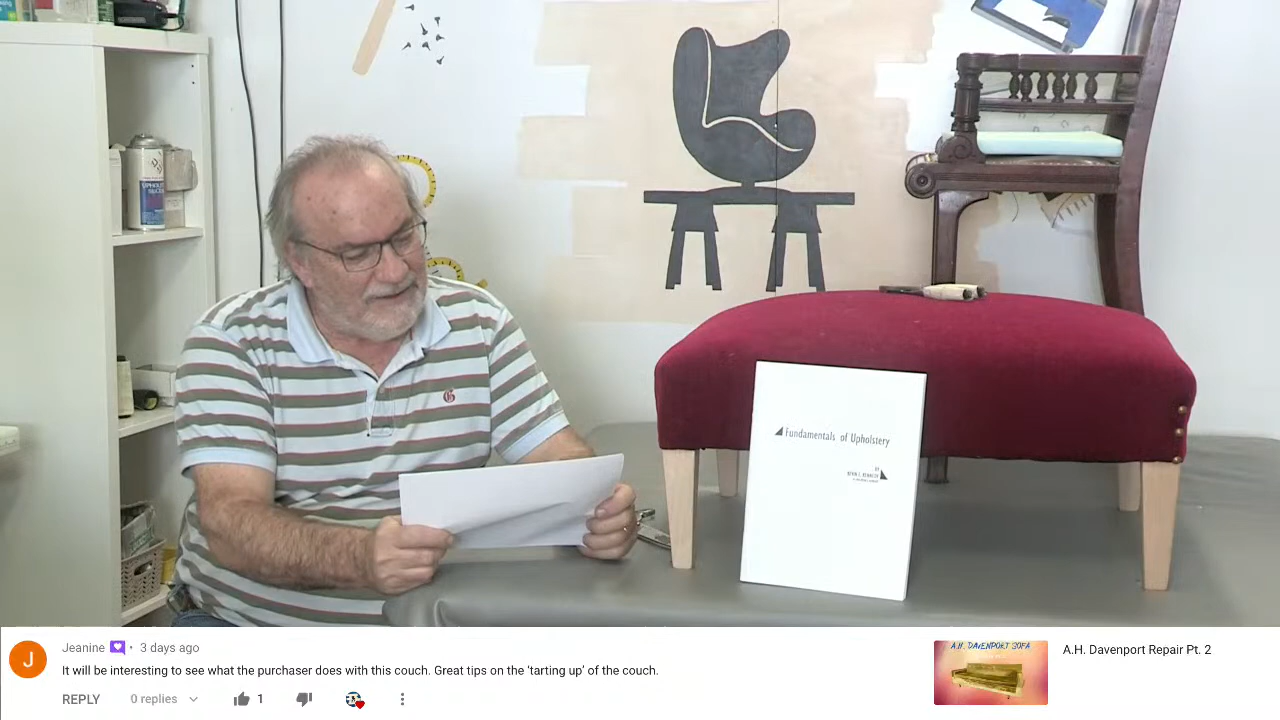 Fundamentals of Upholstery
BY
A.H. DAVENPORT SOFA
Jeanine • 3 days ago
It will be interesting to see what the purchaser does with this couch. Great tips on the 'tarting up' of the couch.
REPLY 0 replies 1
A.H. Davenport Repair Pt. 2
J
G